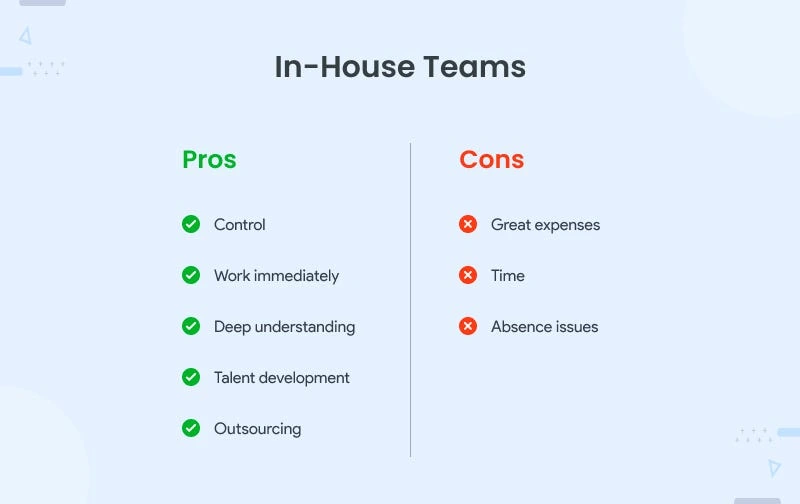 In-House Teams
Pros
Control
Work immediately
Deep understanding
Talent development
Outsourcing
Cons
Great expenses
Time
Absence issues